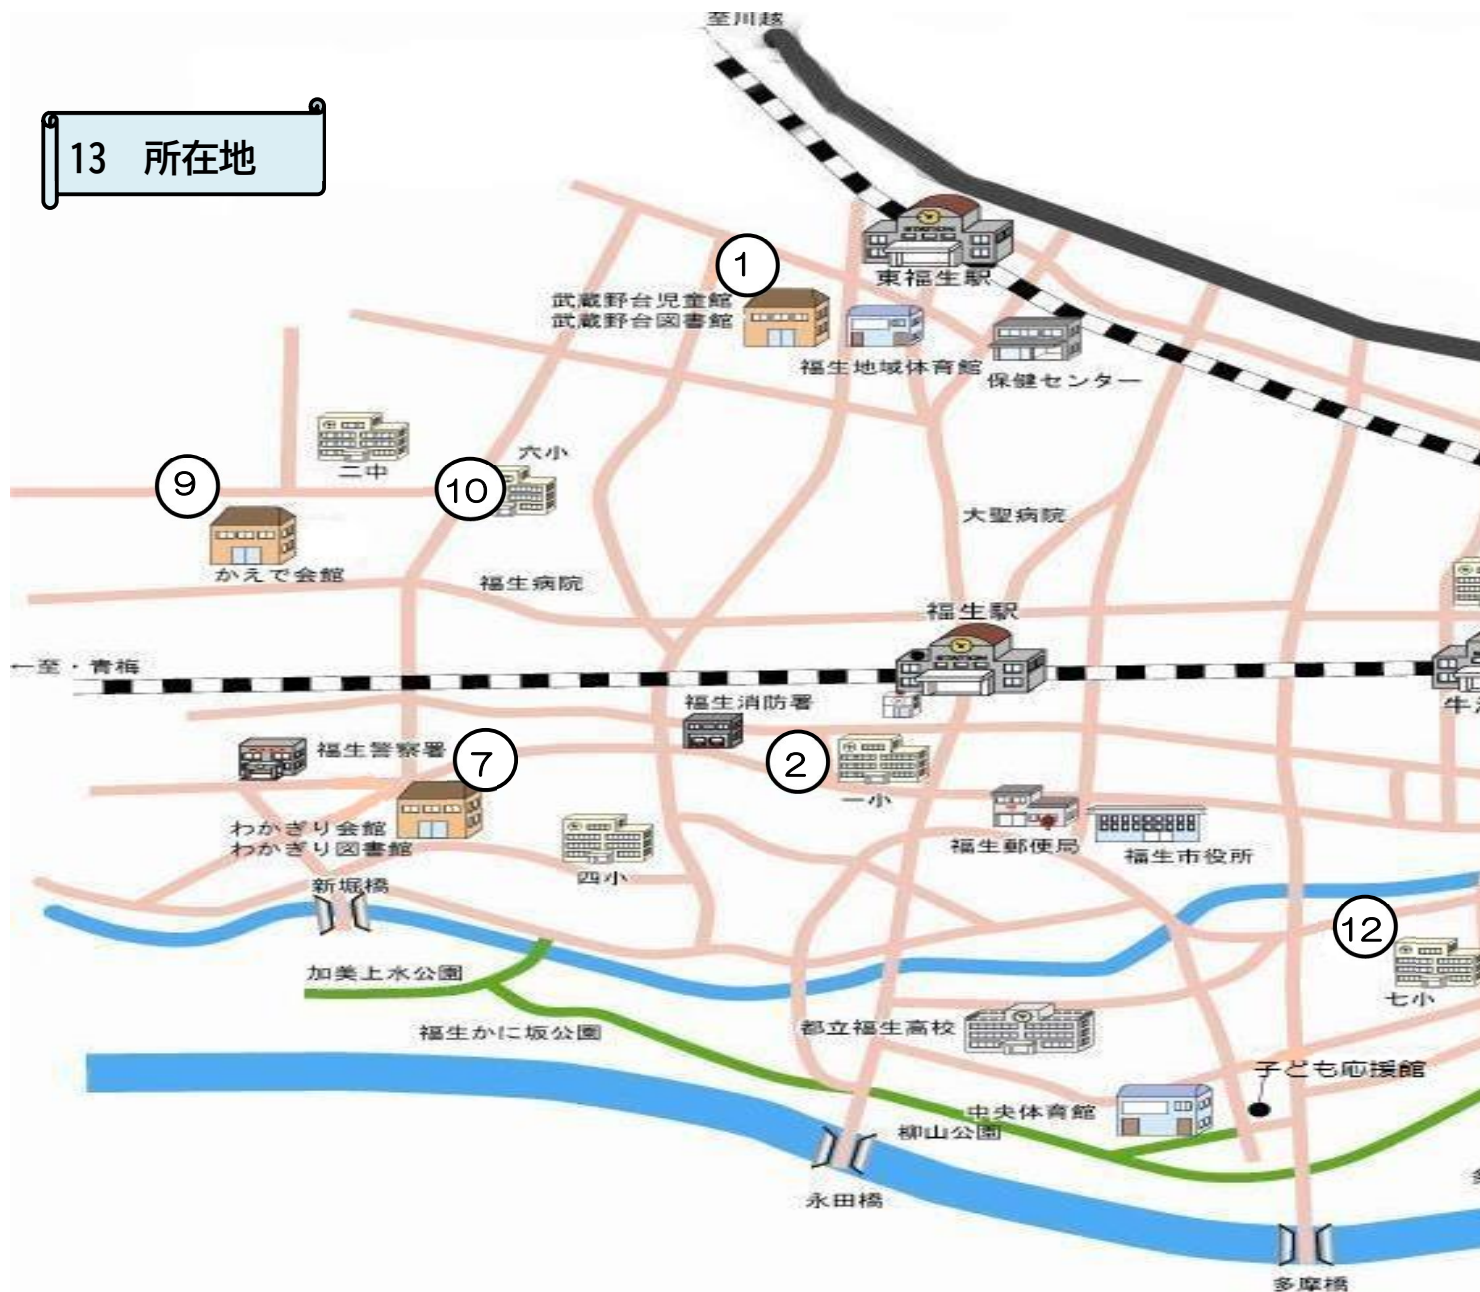 至川越
13 所在地
東福生駅
①
武蔵野台児童館
武蔵野台図書館
福生地域体育館
保健センター
二中
六小
⑨
⑩
大聖病院
かえで会館
福生病院
福生駅
←至・青梅
福生消防署
牛
福生警察署
⑦
②
一小
わかぎり会館
わかぎり図書館
福生郵便局
福生市役所
四小
新堀橋
⑫
加美上水公園
七小
福生かに坂公園
都立福生高校
子ども応援館
中央体育館
柳山公園
永田橋
多摩橋